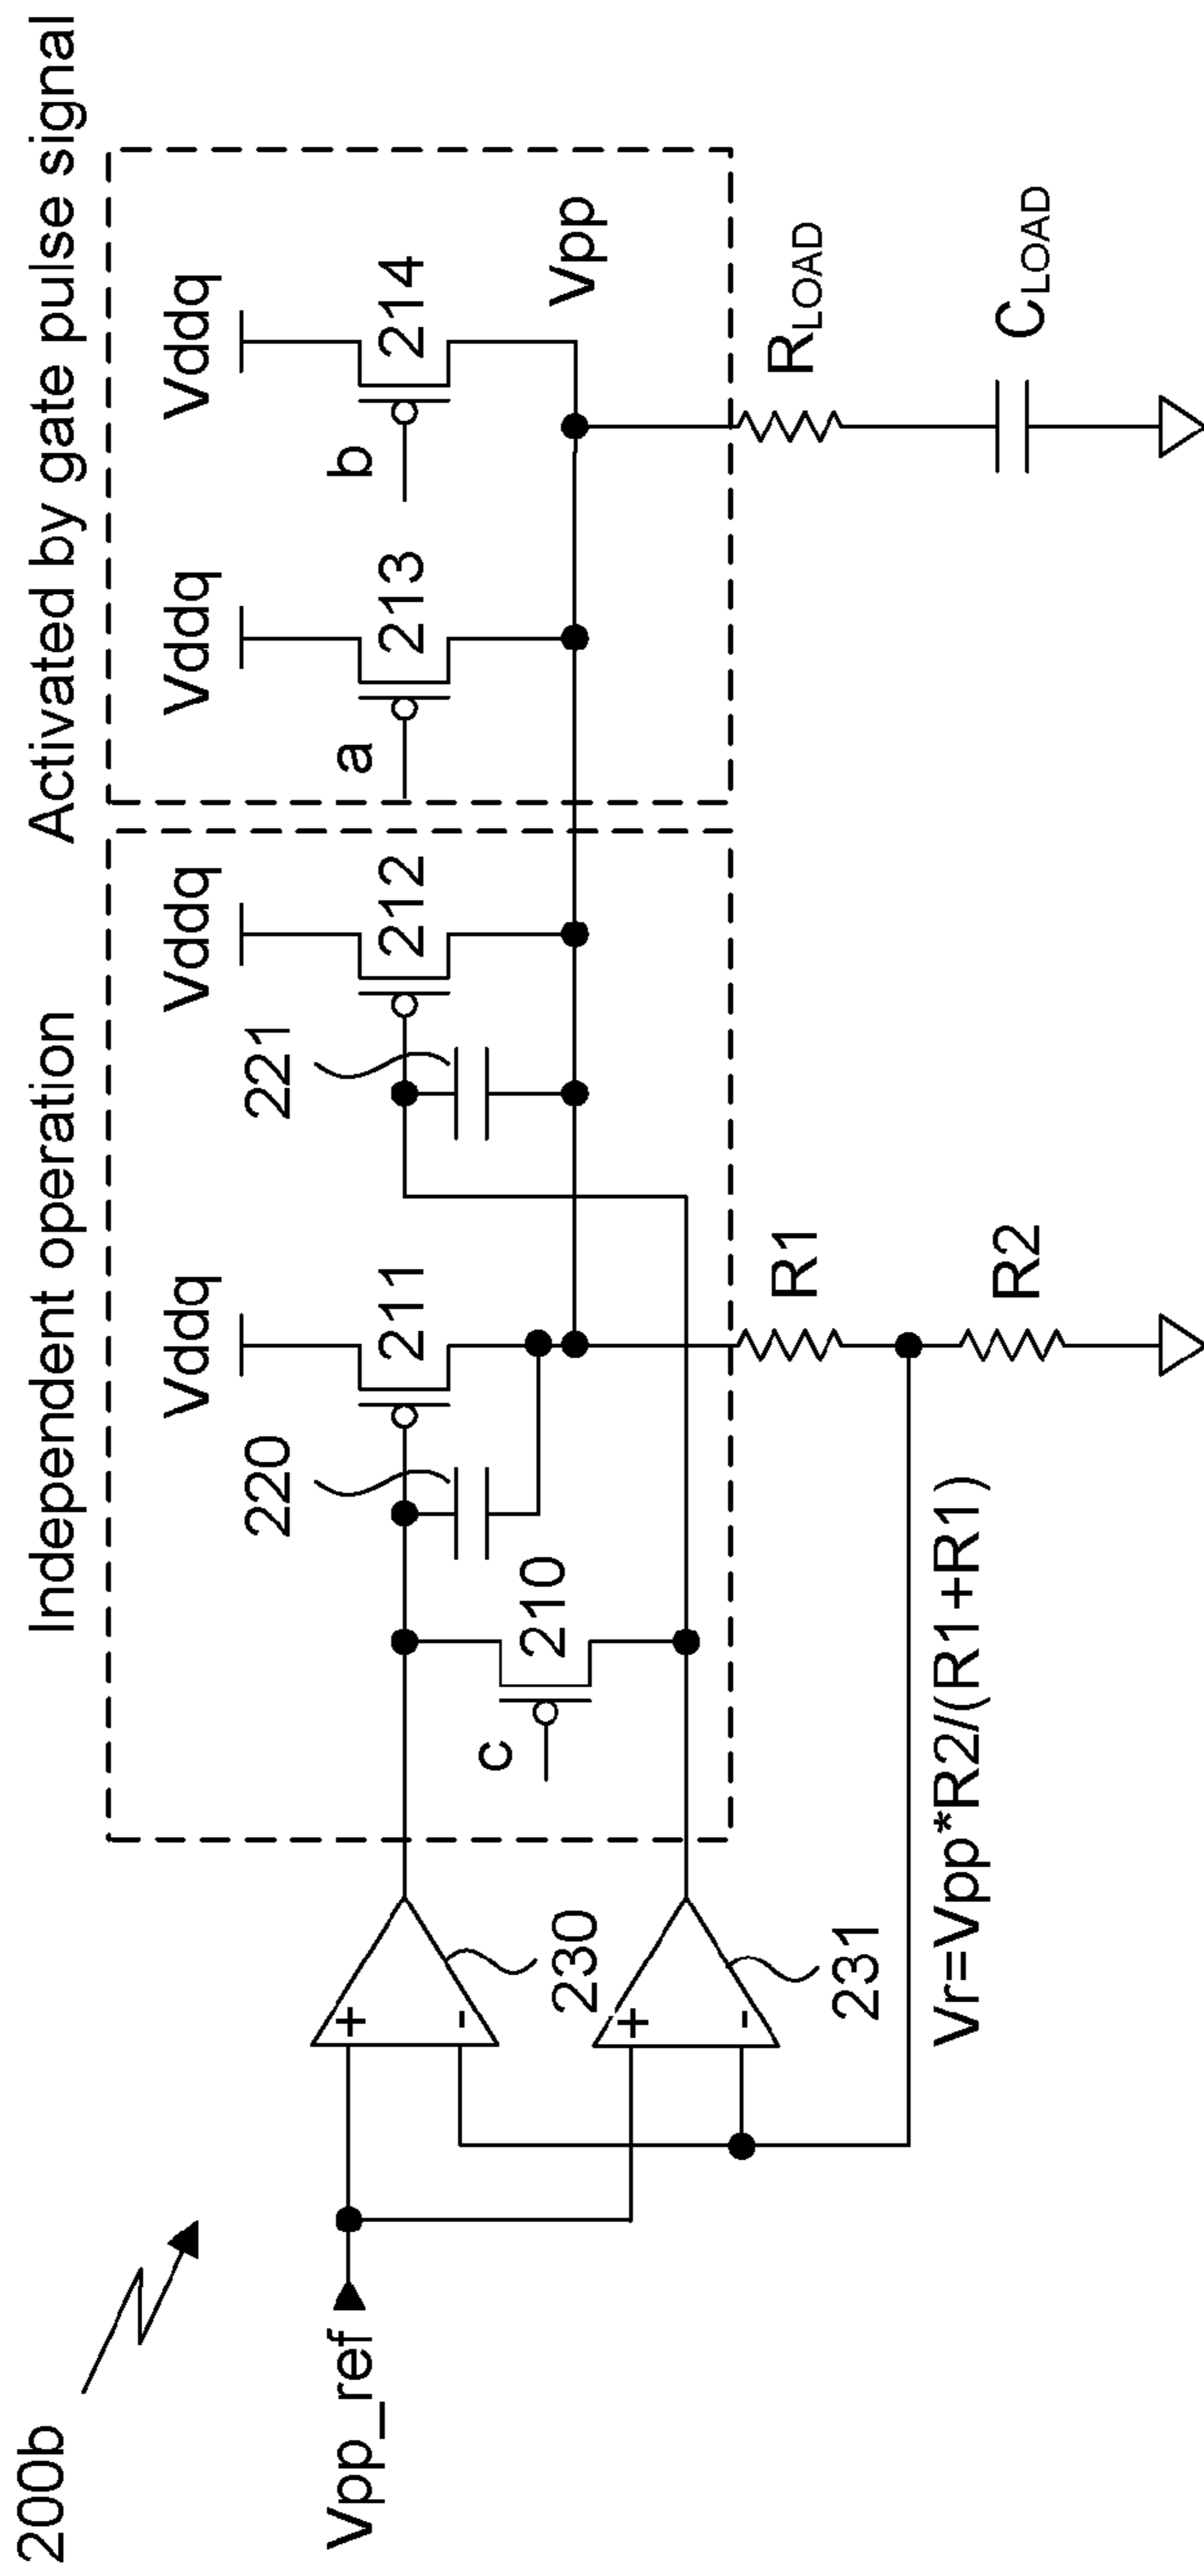 200b
Independent operation
Activated by gate pulse signal
Vddq
Vddq
Vddq
Vddq
220
211
221
212
a
213
b
214
c
210
Vpp
Vpp_ref
+
-
230
+
-
231
R1
R2
RLOAD
CLOAD
Vr=Vpp*R2/(R1+R1)